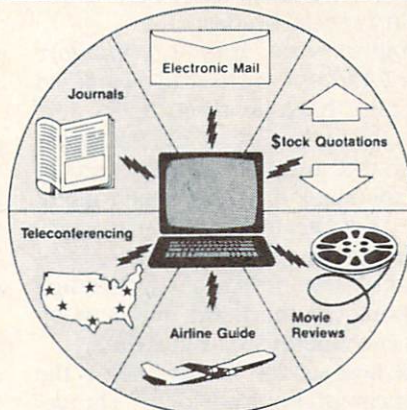 Electronic Mail
Journals
$tock Quotations
Teleconferencing
Movie
Reviews
Airline Guide